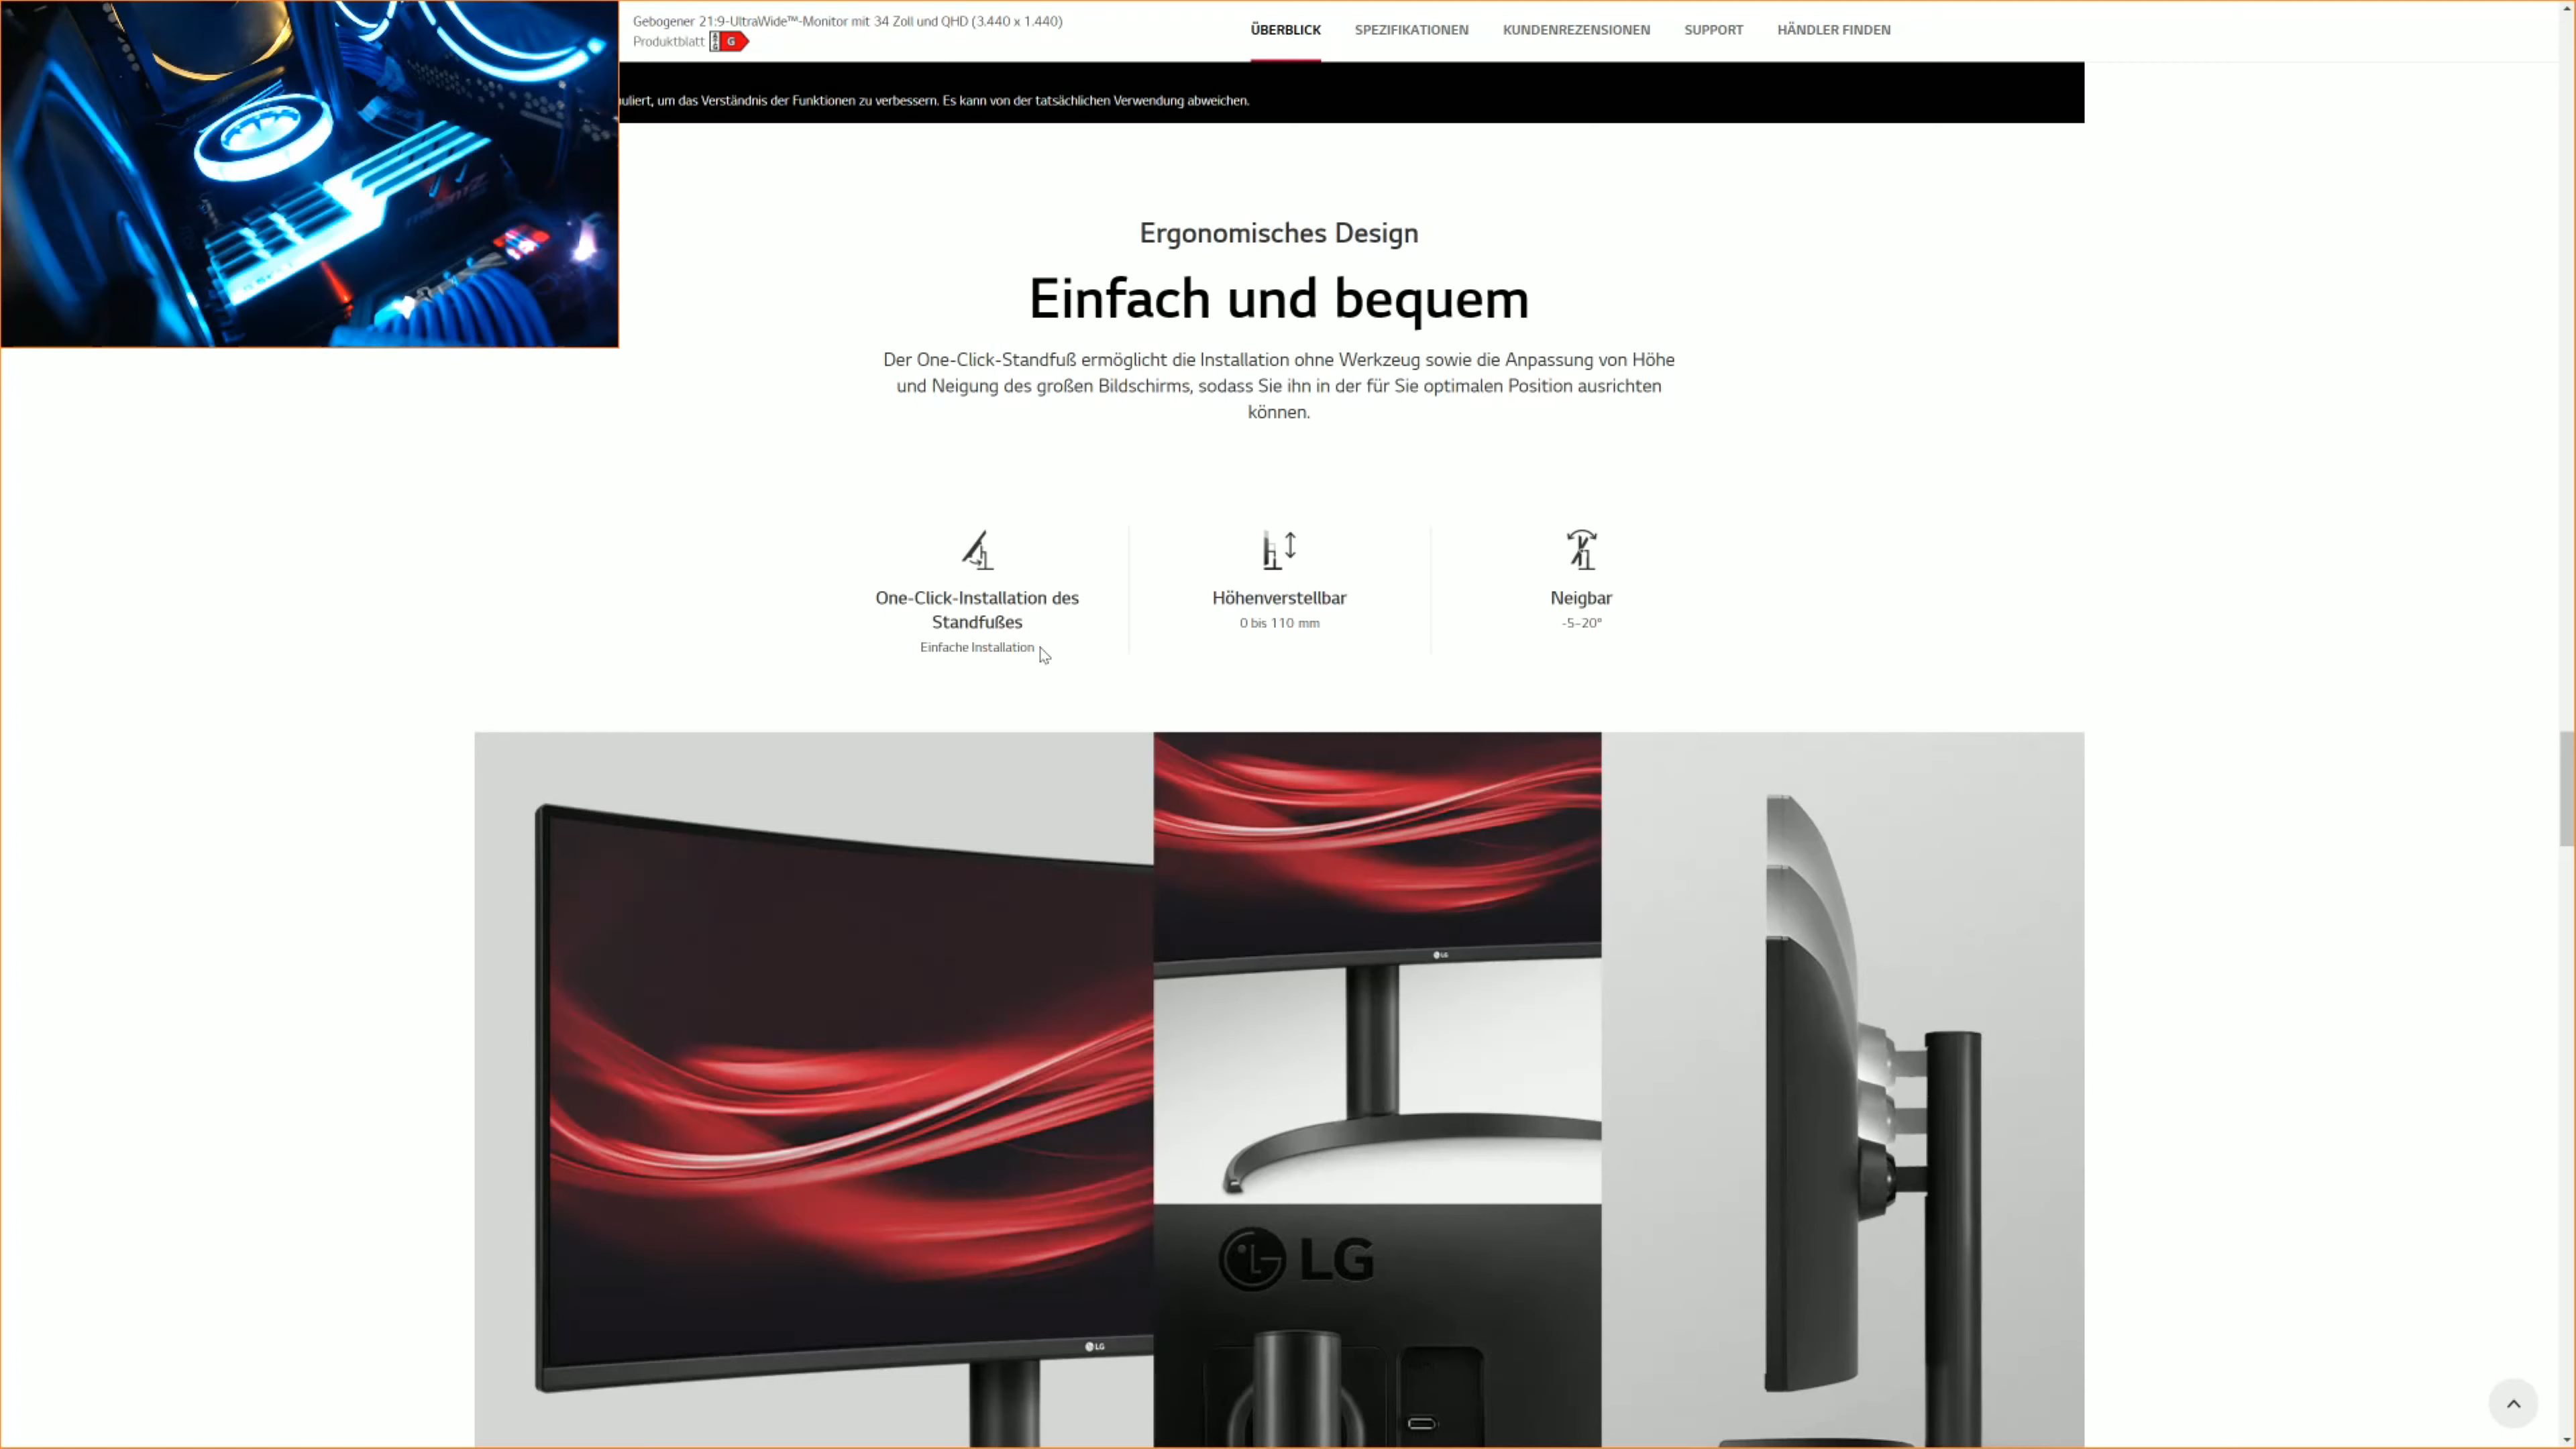 Gebogener 21:9-UltraWide™-Monitor mit 34 Zoll und QHD (3.440 x 1.440)
Produktblatt G
ÜBERBLICK SPEZIFIKATIONEN KUNDENREZENSIONEN SUPPORT HÄNDLER FINDEN
um das Verständnis der Funktionen zu verbessern. Es kann von der tatsächlichen Verwendung abweichen.
Ergonomisches Design
Einfach und bequem
Der One-Click-Standfuß ermöglicht die Installation ohne Werkzeug sowie die Anpassung von Höhe
und Neigung des großen Bildschirms, sodass Sie ihn in der für Sie optimalen Position ausrichten
können.
One-Click-Installation des
Standfußes
Einfache Installation
Höhenverstellbar
0 bis 110 mm
Neigbar
-5-20°
LG
LG
LG